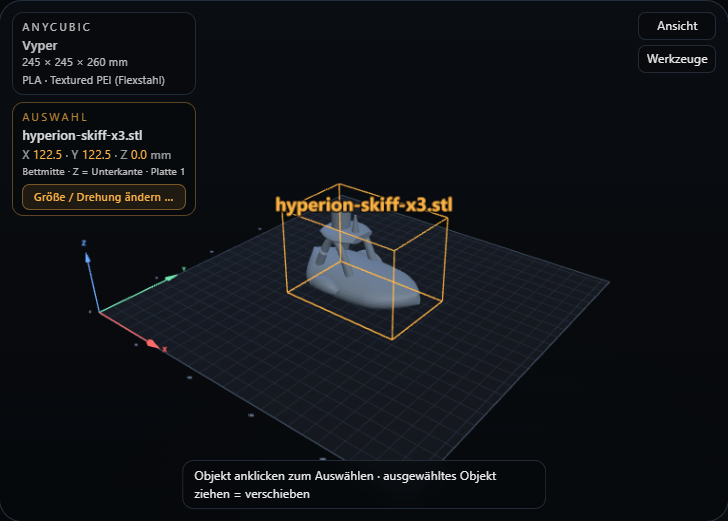 ANYCUBIC
Vyper
245 × 245 × 260 mm
PLA · Textured PEI (Flexstahl)
AUSWAHL
hyperion-skiff-x3.stl
X 122.5 · Y 122.5 · Z 0.0 mm
Bettmitte · Z = Unterkante · Platte 1
Größe / Drehung ändern ...
Ansicht
Werkzeuge
hyperion-skiff-x3.stl
Z
X
Objekt anklicken zum Auswählen · ausgewähltes Objekt
ziehen = verschieben